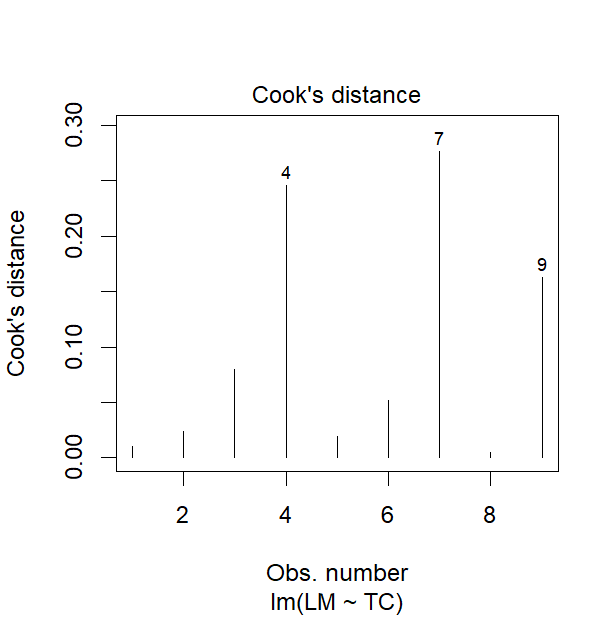 Cook's distance
Cook's distance
0.30
0.20
0.10
0.00
4
7
9
2
4
6
8
Obs. number
lm(LM ~ TC)